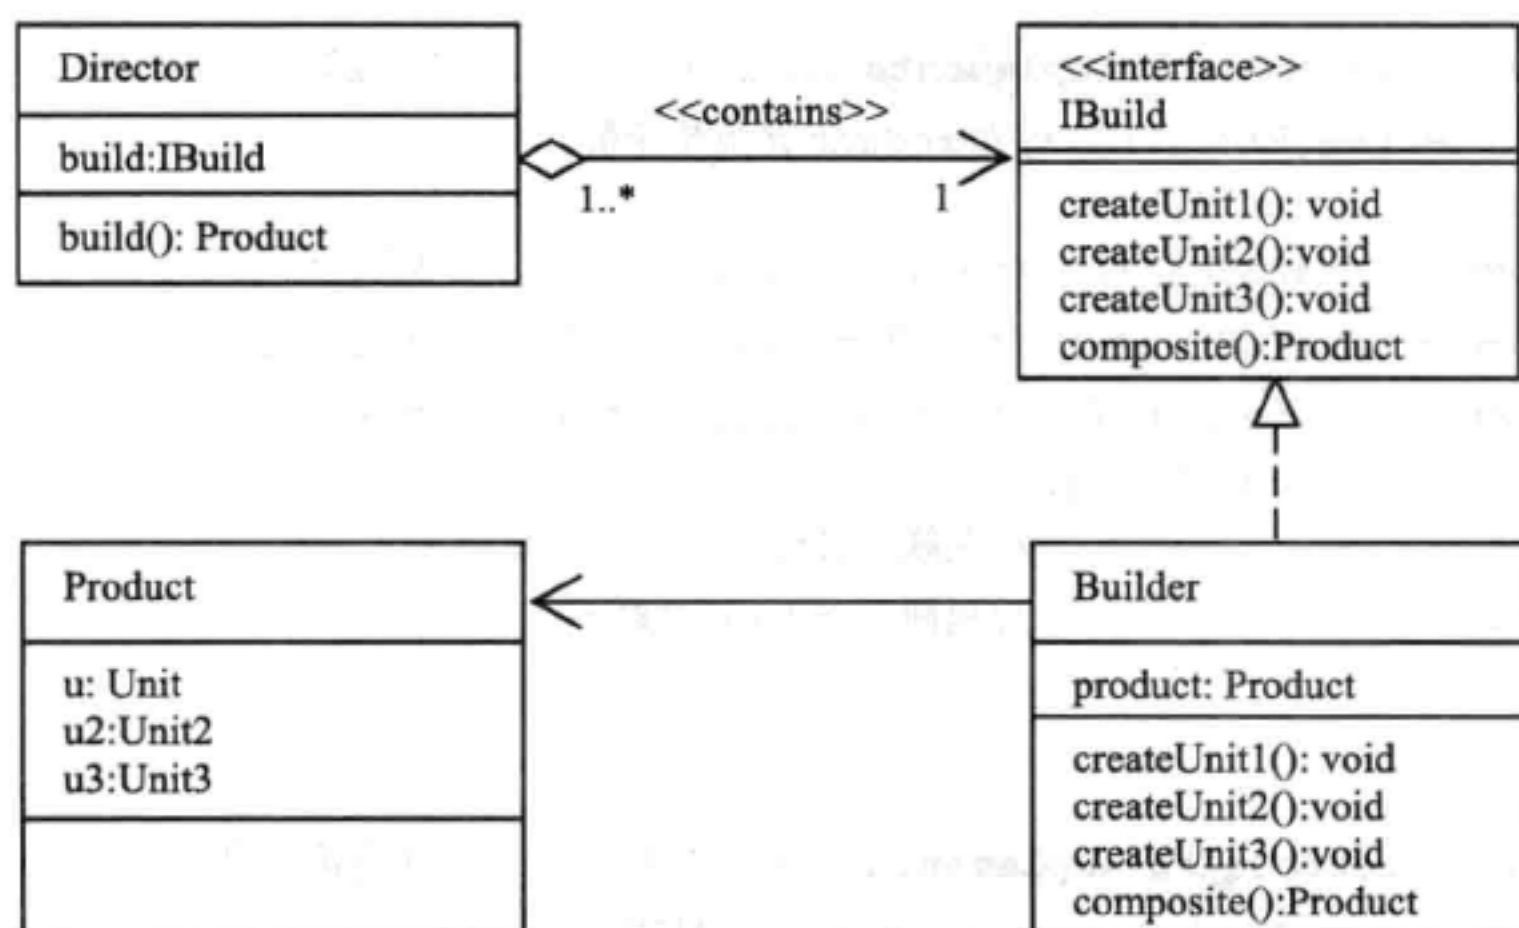 Director
build:IBuild
build(): Product
<<contains>>
1..*
1
<<interface>>
IBuild
createUnit1(): void
createUnit2():void
createUnit3():void
composite():Product
Product
u: Unit
u2:Unit2
u3:Unit3
Builder
product: Product
createUnit1(): void
createUnit2():void
createUnit3():void
composite():Product